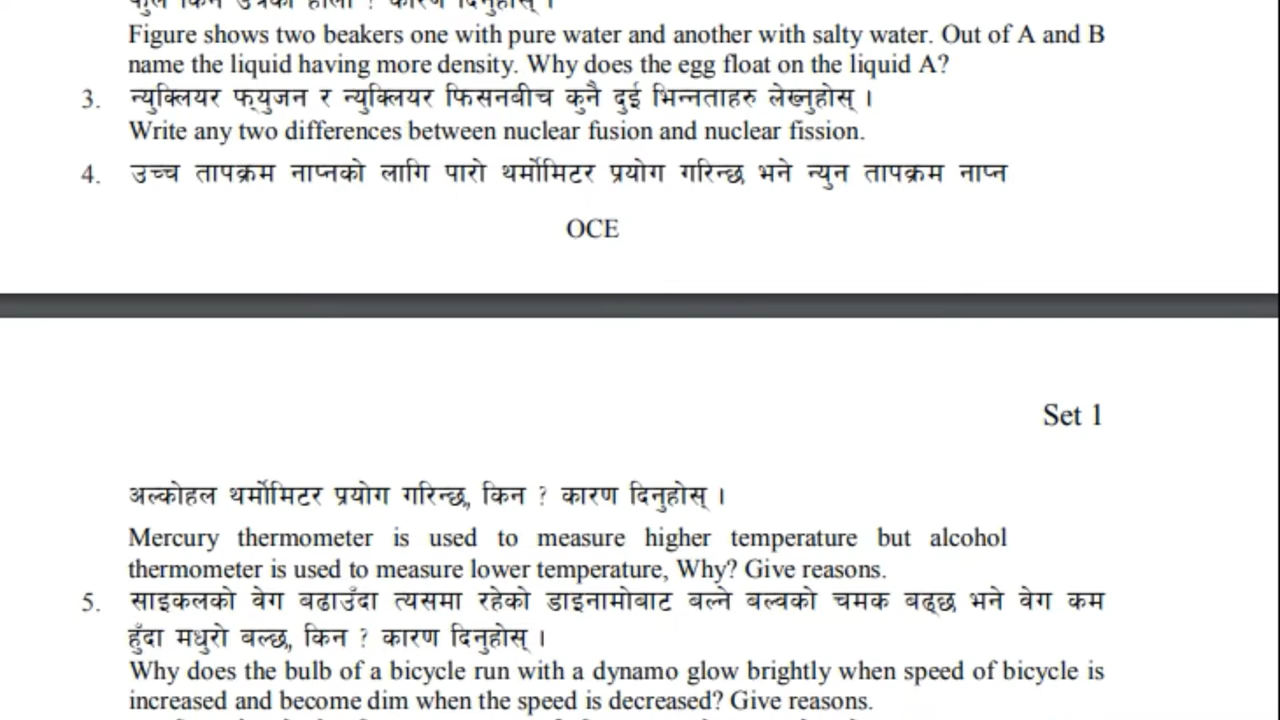 फुल किन उत्रेको होला ? कारण दिनुहोस् ।
Figure shows two beakers one with pure water and another with salty water. Out of A and B
name the liquid having more density. Why does the egg float on the liquid A?
3. न्युक्लियर फ्युजन र न्युक्लियर फिसनबीच कुनै दुई भिन्नताहरु लेख्नुहोस् ।
Write any two differences between nuclear fusion and nuclear fission.
4. उच्च तापक्रम नाप्नको लागि पारो थर्मोमिटर प्रयोग गरिन्छ भने न्युन तापक्रम नाप्न
OCE
Set 1
अल्कोहल थर्मोमिटर प्रयोग गरिन्छ, किन ? कारण दिनुहोस् ।
Mercury thermometer is used to measure higher temperature but alcohol
thermometer is used to measure lower temperature, Why? Give reasons.
5. साइकलको वेग बढाउँदा त्यसमा रहेको डाइनामोबाट बल्ने बल्वको चमक बढ्छ भने वेग कम
हुँदा मधुरो बल्छ, किन ? कारण दिनुहोस् ।
Why does the bulb of a bicycle run with a dynamo glow brightly when speed of bicycle is
increased and become dim when the speed is decreased? Give reasons.